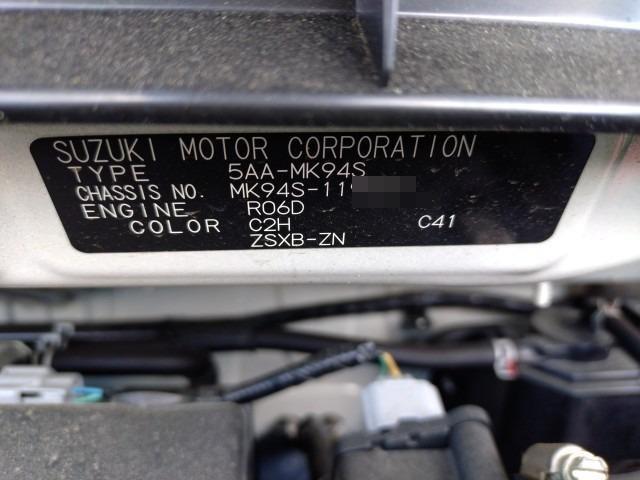 SUZUKI MOTOR CORPORATION
TYPE 5AA-MK94S
CHASSIS NO. MK94S-11
ENGINE R06D
COLOR C2H C41
ZSXB-ZN